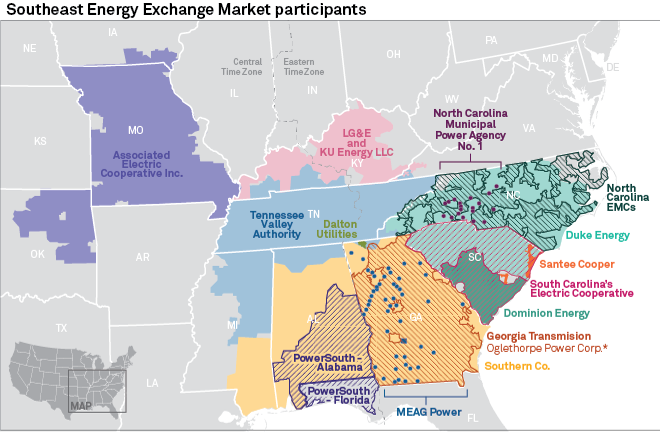 Southeast Energy Exchange Market participants
NE
IA
PA
OH
MD
DE
Central
Time Zone
Eastern
Time Zone
IL
IN
WV
VA
KS
MO
Associated
Electric
Cooperative Inc.
LG&E
and
KU Energy LLC
KY
North Carolina
Municipal
Power Agency
No. 1
NC
North
Carolina
EMCs
Tennessee
Valley
Authority
TN
Dalton
Utilities
Duke Energy
OK
AR
SC
Santee Cooper
South Carolina's
Electric Cooperative
Dominion Energy
TX
MI
AL
GA
Georgia Transmision
Oglethorpe Power Corp.*
LA
PowerSouth -
Alabama
Southern Co.
PowerSouth
- Florida
MAP
MEAG Power
FL